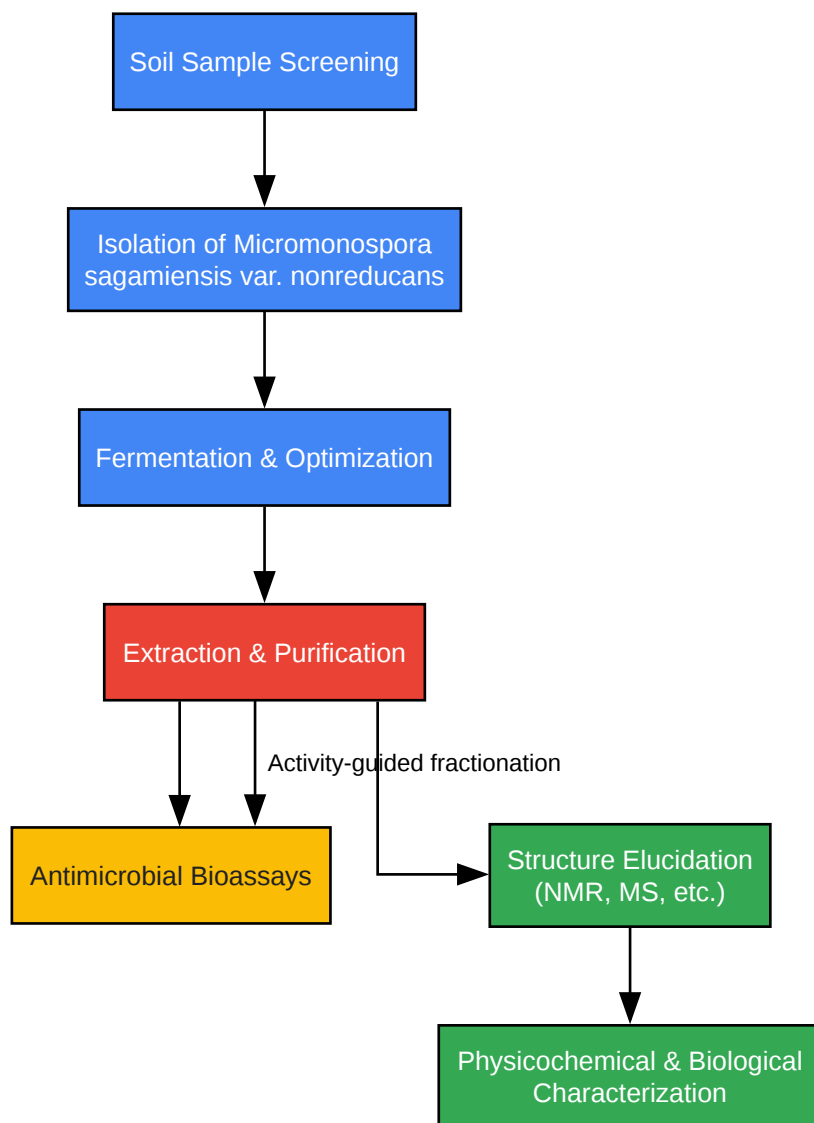 Soil Sample Screening
Isolation of Micromonospora
sagamiensis var. nonreducans
Fermentation & Optimization
Extraction & Purification
Activity-guided fractionation
Antimicrobial Bioassays
Structure Elucidation
(NMR, MS, etc.)
Physicochemical & Biological
Characterization